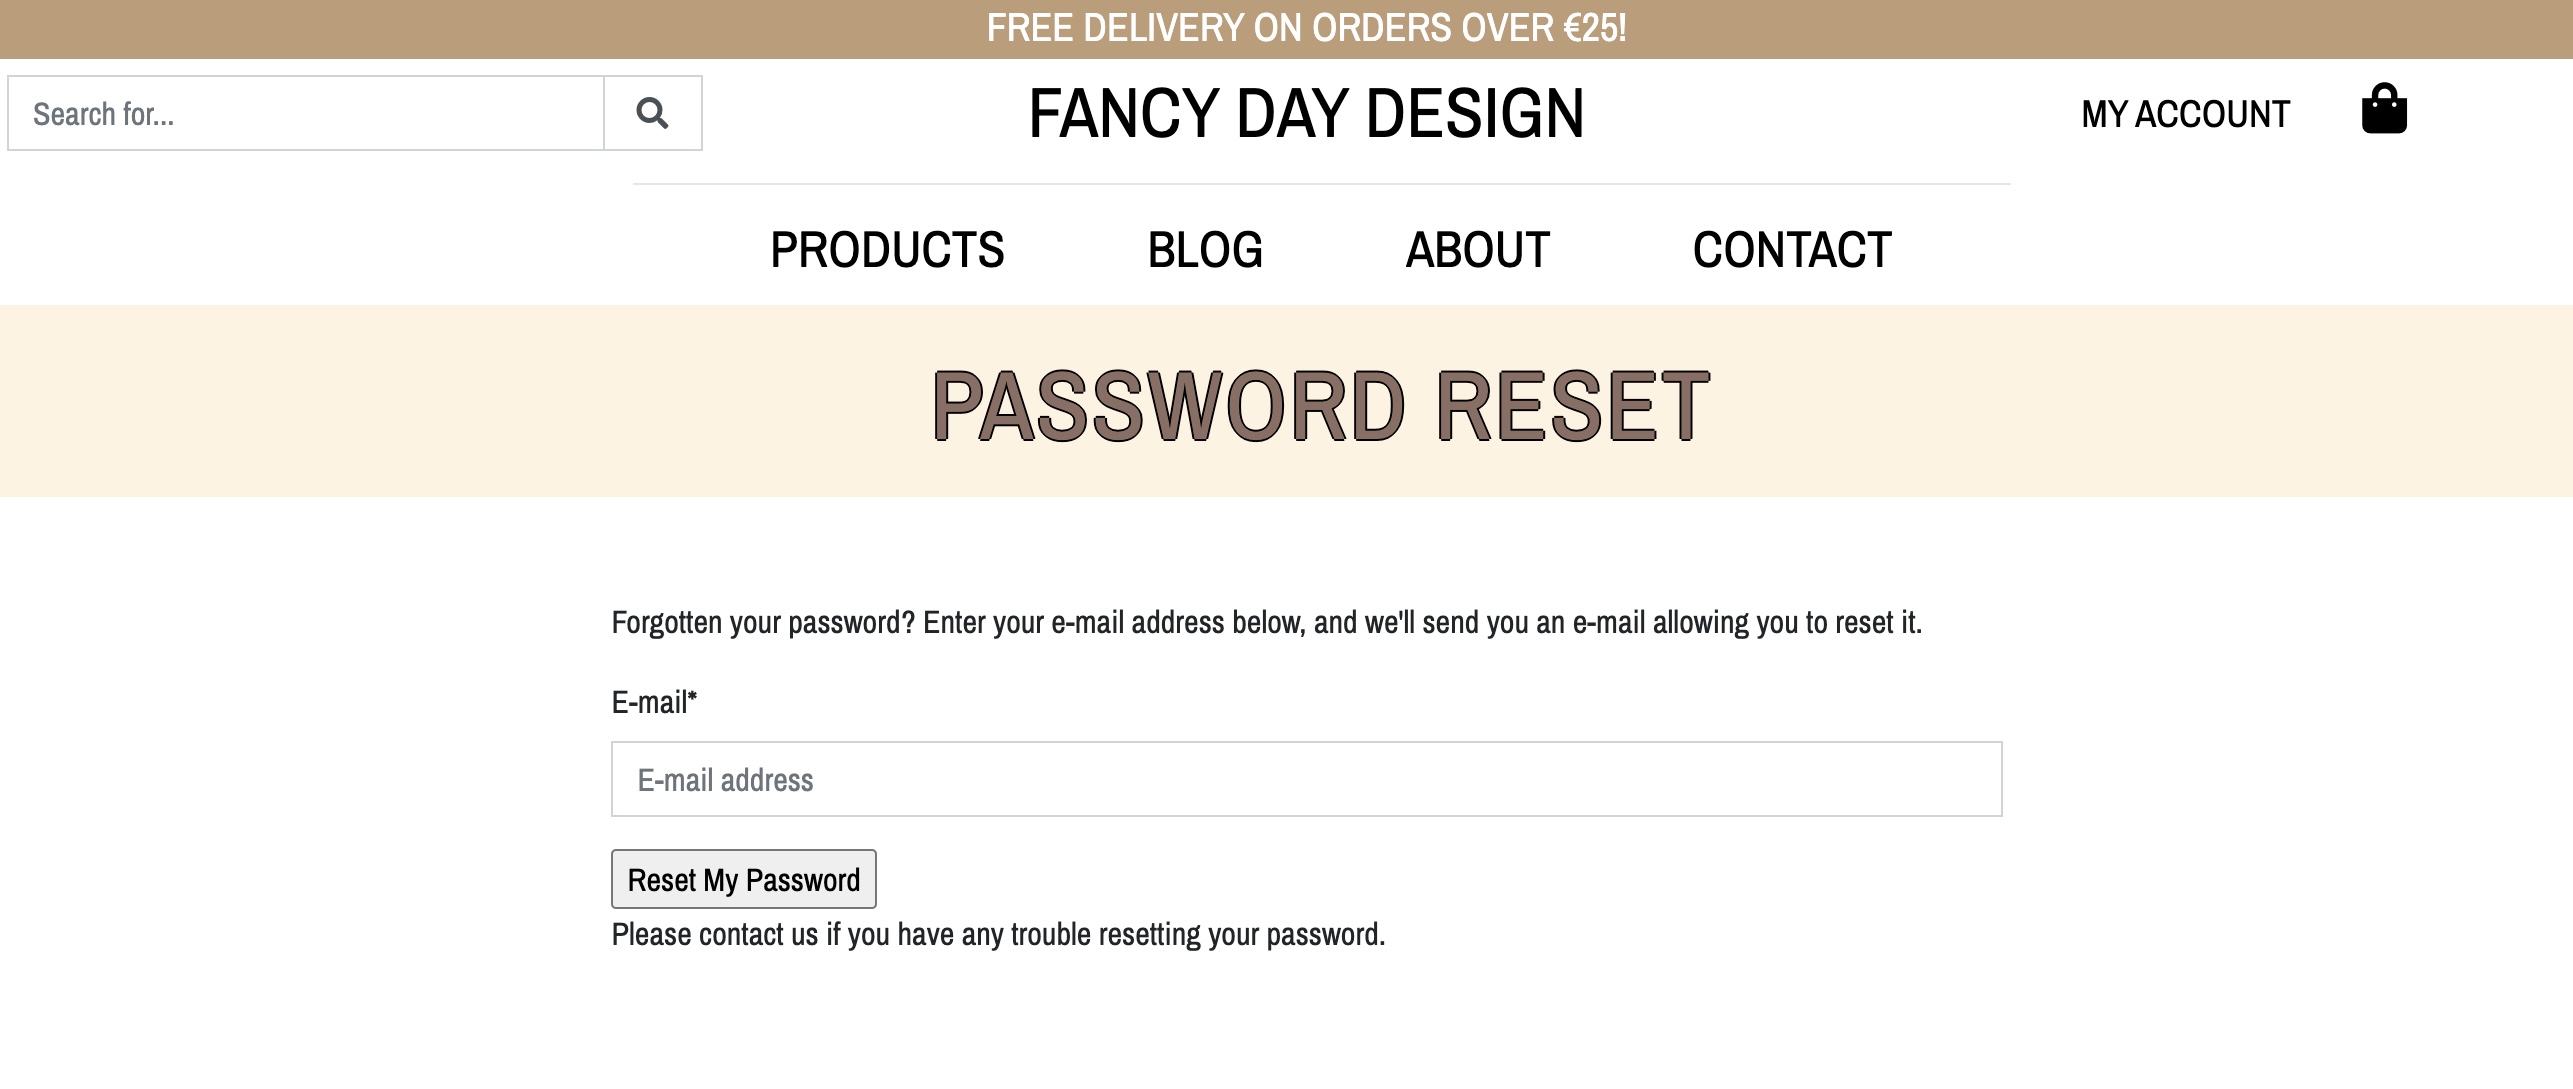 FREE DELIVERY ON ORDERS OVER €25!
Search for...
FANCY DAY DESIGN
MY ACCOUNT
PRODUCTS BLOG ABOUT CONTACT
PASSWORD RESET
Forgotten your password? Enter your e-mail address below, and we'll send you an e-mail allowing you to reset it.
E-mail*
E-mail address
Reset My Password
Please contact us if you have any trouble resetting your password.